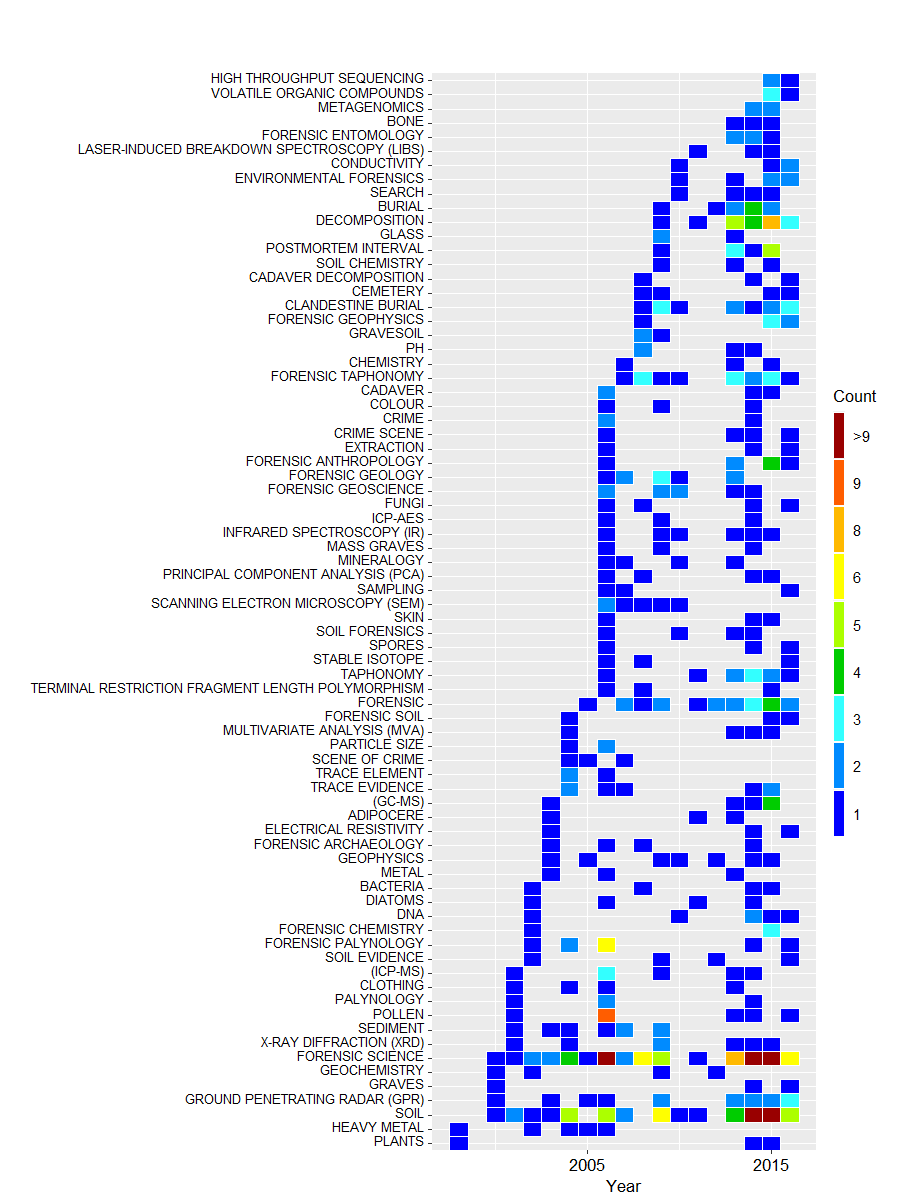 HIGH THROUGHPUT SEQUENCING
VOLATILE ORGANIC COMPOUNDS
METAGENOMICS
BONE
FORENSIC ENTOMOLOGY
LASER-INDUCED BREAKDOWN SPECTROSCOPY (LIBS)
CONDUCTIVITY
ENVIRONMENTAL FORENSICS
SEARCH
BURIAL
DECOMPOSITION
GLASS
POSTMORTEM INTERVAL
SOIL CHEMISTRY
CADAVER DECOMPOSITION
CEMETERY
CLANDESTINE BURIAL
FORENSIC GEOPHYSICS
GRAVESOIL
PH
CHEMISTRY
FORENSIC TAPHONOMY
CADAVER
COLOUR
CRIME
CRIME SCENE
EXTRACTION
FORENSIC ANTHROPOLOGY
FORENSIC GEOLOGY
FORENSIC GEOSCIENCE
FUNGI
ICP-AES
INFRARED SPECTROSCOPY (IR)
MASS GRAVES
MINERALOGY
PRINCIPAL COMPONENT ANALYSIS (PCA)
SAMPLING
SCANNING ELECTRON MICROSCOPY (SEM)
SKIN
SOIL FORENSICS
SPORES
STABLE ISOTOPE
TAPHONOMY
TERMINAL RESTRICTION FRAGMENT LENGTH POLYMORPHISM
FORENSIC
FORENSIC SOIL
MULTIVARIATE ANALYSIS (MVA)
PARTICLE SIZE
SCENE OF CRIME
TRACE ELEMENT
TRACE EVIDENCE
(GC-MS)
ADIPOCERE
ELECTRICAL RESISTIVITY
FORENSIC ARCHAEOLOGY
GEOPHYSICS
METAL
BACTERIA
DIATOMS
DNA
FORENSIC CHEMISTRY
FORENSIC PALYNOLOGY
SOIL EVIDENCE
(ICP-MS)
CLOTHING
PALYNOLOGY
POLLEN
SEDIMENT
X-RAY DIFFRACTION (XRD)
FORENSIC SCIENCE
GEOCHEMISTRY
GRAVES
GROUND PENETRATING RADAR (GPR)
SOIL
HEAVY METAL
PLANTS
2005 2015
Year
Count
>9
9
8
6
5
4
3
2
1